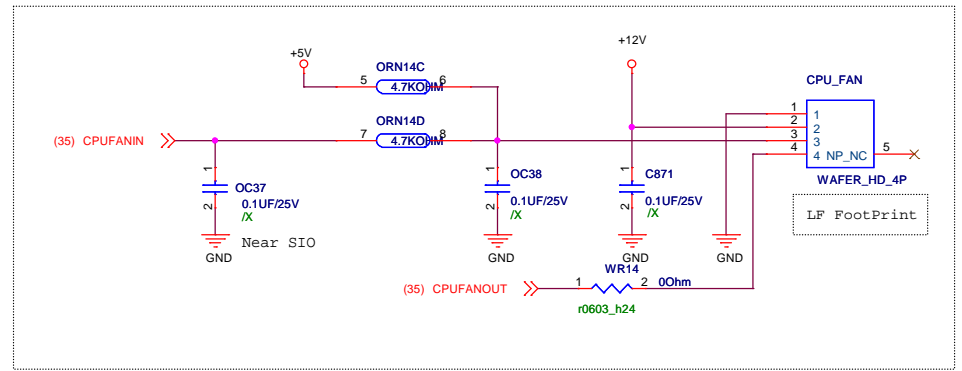 +5V
+12V
ORN14C
5 4.7KOHM 6
CPU_FAN
ORN14D
(35) CPUFANIN
7 4.7KOHM 8
1 1
2 2
3 3
4 4 NP_NC 5
WAFER_HD_4P
1 OC37
2 0.1UF/25V
/X
1 OC38
2 0.1UF/25V
/X
1 C871
2 0.1UF/25V
/X
LF FootPrint
Near SIO
GND
GND
GND
GND
WR14
(35) CPUFANOUT
1 2 0Ohm
r0603_h24